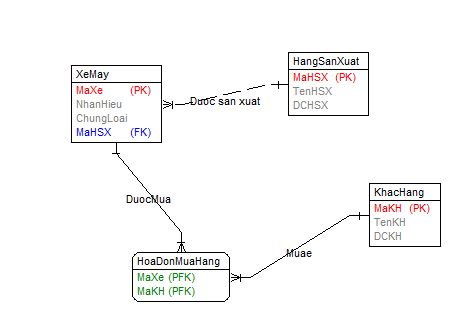 XeMay
MaXe (PK)
NhanHieu
ChungLoai
MaHSX (FK)
HangSanXuat
MaHSX (PK)
TenHSX
DCHSX
Duoc san xuat
DuocMua
KhacHang
MaKH (PK)
TenKH
DCKH
Muae
HoaDonMuaHang
MaXe (PFK)
MaKH (PFK)